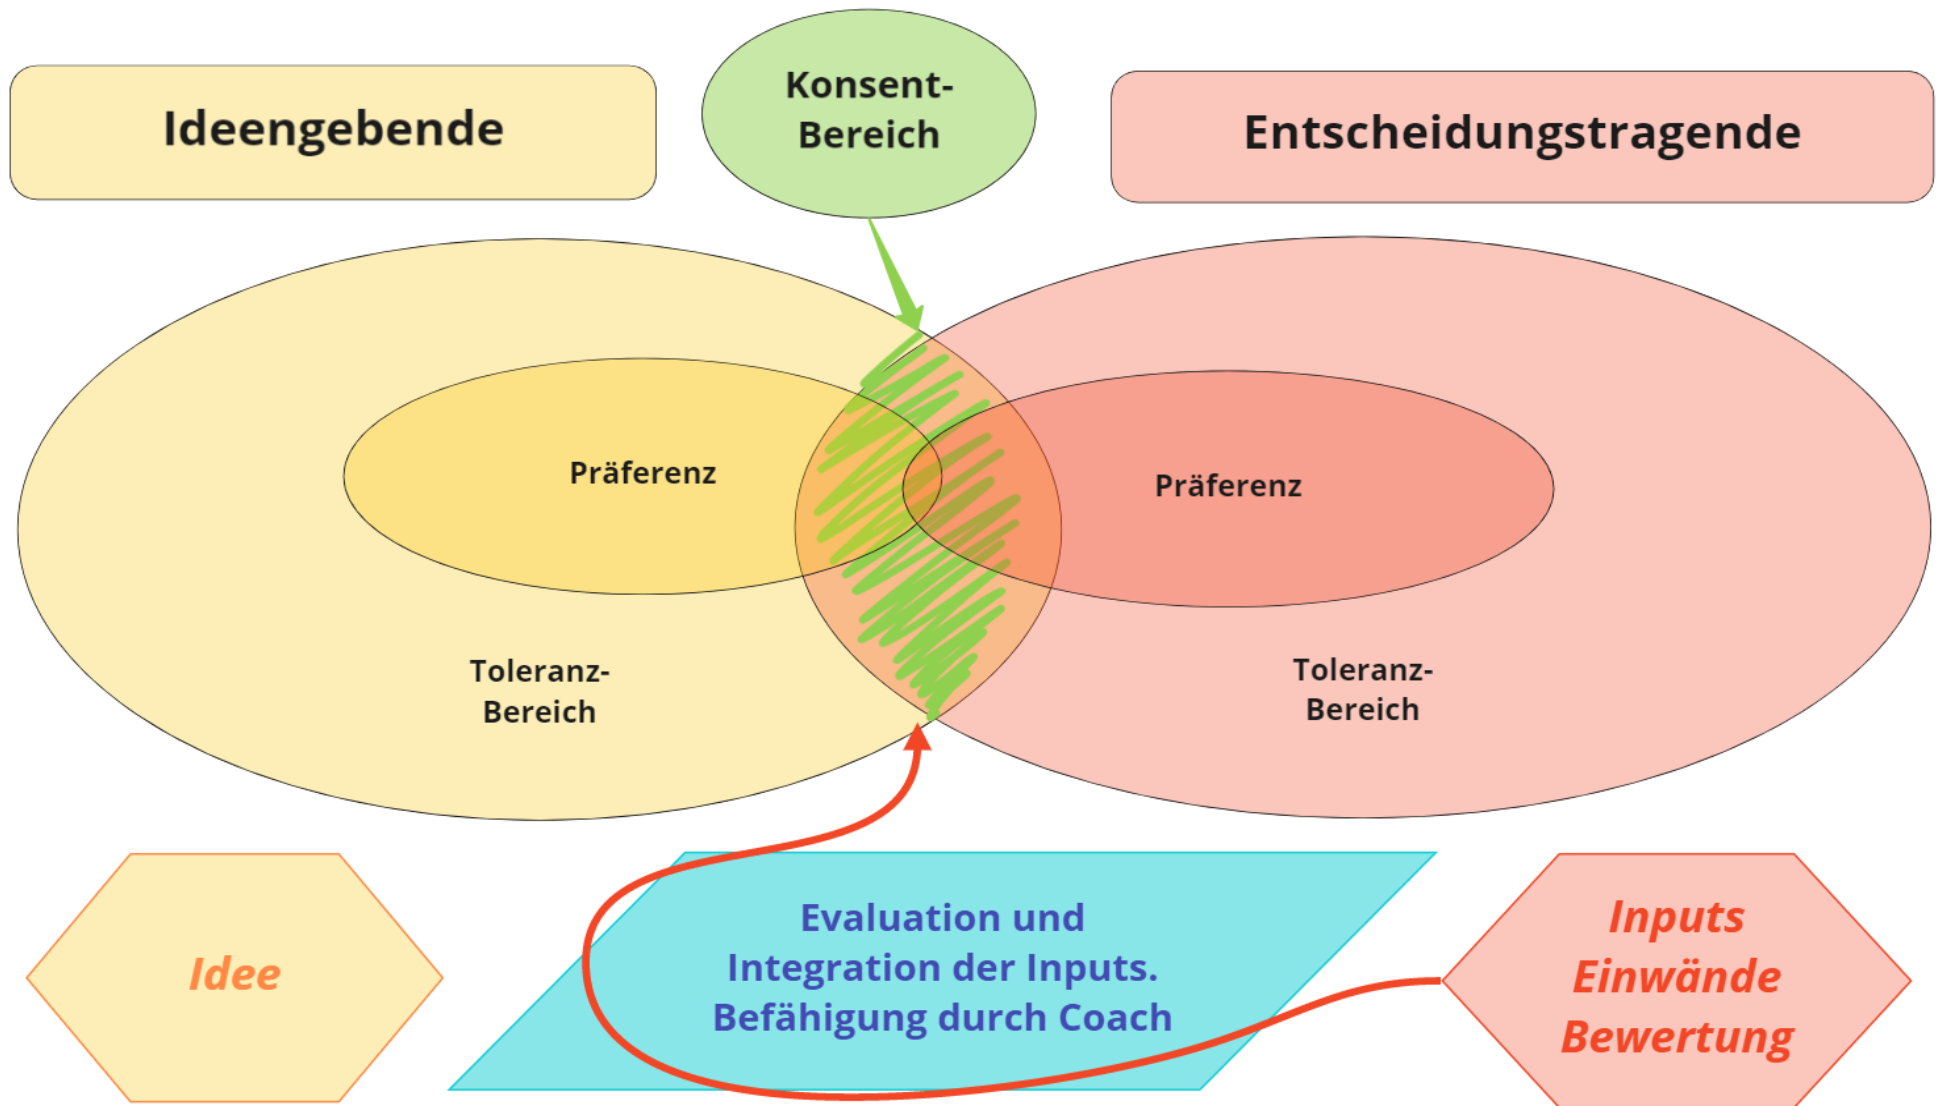 Ideengebende
Konsent-
Bereich
Entscheidungstragende
Präferenz
Präferenz
Toleranz-
Bereich
Toleranz-
Bereich
Idee
Evaluation und
Integration der Inputs.
Befähigung durch Coach
Inputs
Einwände
Bewertung